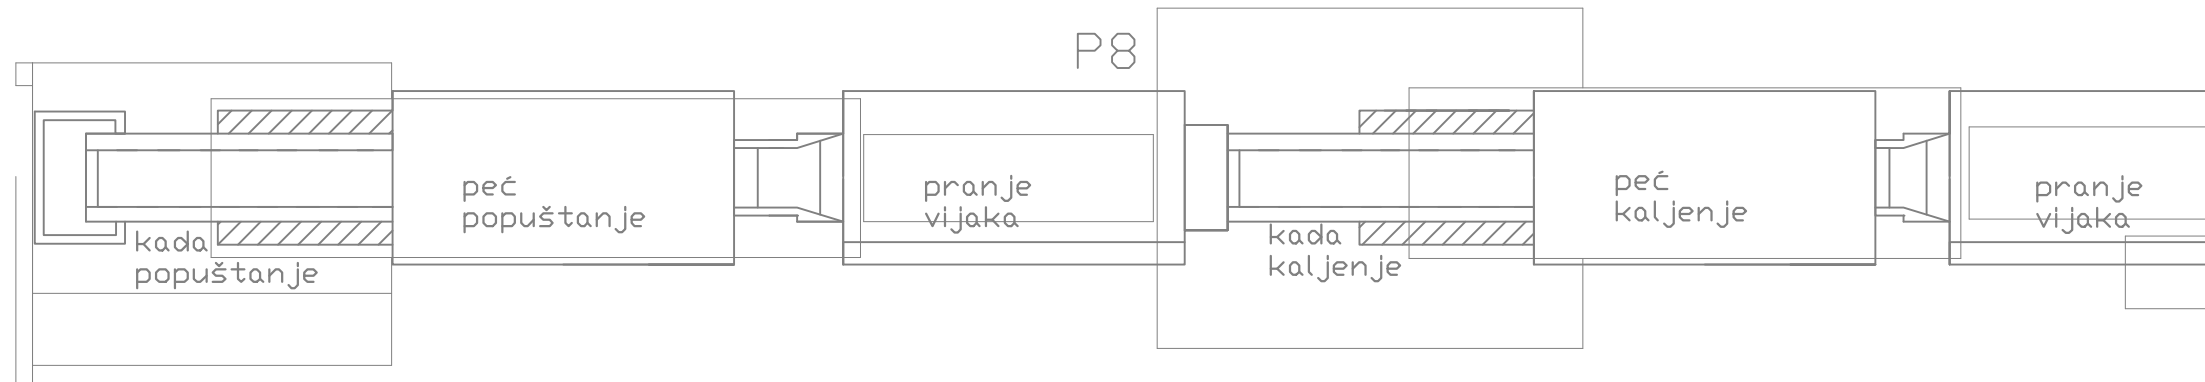 P8
peć
popuštanje
kada
popuštanje
pranje
vijaka
kada
kaljenje
peć
kaljenje
pranje
vijaka